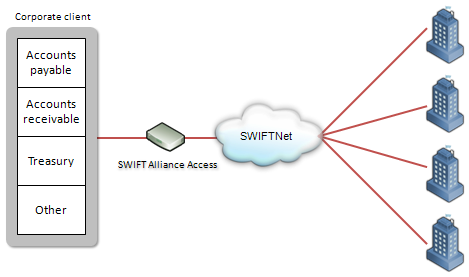 Corporate client
Accounts
payable
Accounts
receivable
Treasury
Other
SWIFT Alliance Access
SWIFTNet